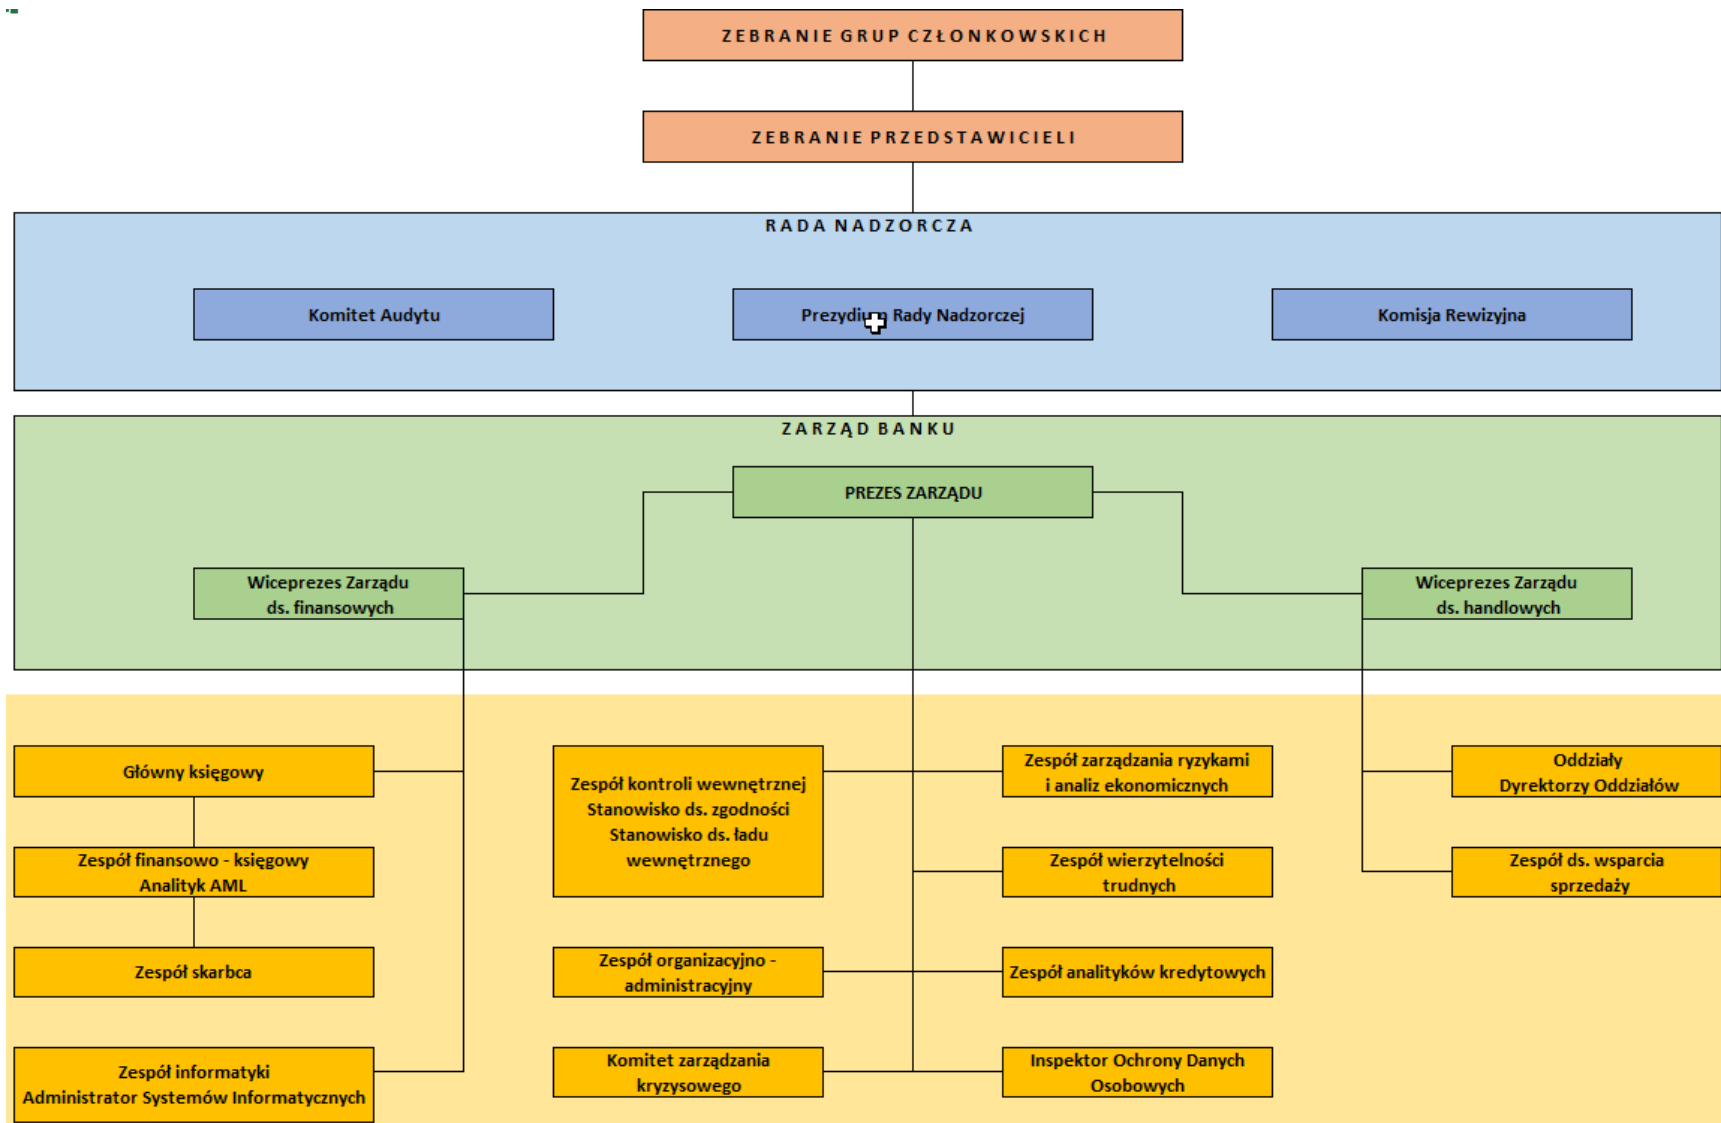 ZEBRANIE GRUP CZŁONKOWSKICH
ZEBRANIE PRZEDSTAWICIELI
RADA NADZORCZA
Komitet Audytu
Prezydium Rady Nadzorczej
Komisja Rewizyjna
ZARZĄD BANKU
PREZES ZARZĄDU
Wiceprezes Zarządu
ds. finansowych
Wiceprezes Zarządu
ds. handlowych
Główny księgowy
Zespół finansowo - księgowy
Analityk AML
Zespół skarbca
Zespół informatyki
Administrator Systemów Informatycznych
Zespół kontroli wewnętrznej
Stanowisko ds. zgodności
Stanowisko ds. ładu
wewnętrznego
Zespół organizacyjno -
administracyjny
Komitet zarządzania
kryzysowego
Zespół zarządzania ryzykami
i analiz ekonomicznych
Zespół wierzytelności
trudnych
Zespół analityków kredytowych
Inspektor Ochrony Danych
Osobowych
Oddziały
Dyrektorzy Oddziałów
Zespół ds. wsparcia
sprzedaży